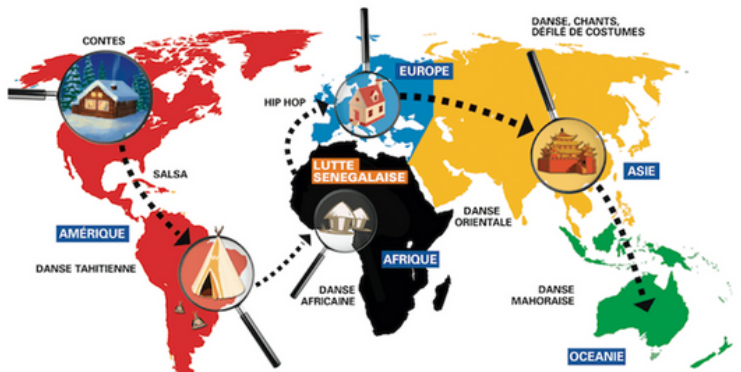 CONTES
DANSE, CHANTS,
DÉFILÉ DE COSTUMES
EUROPE
HIP HOP
LUTTE
SENEGALAISE
SALSA
ASIE
AMÉRIQUE
DANSE
ORIENTALE
AFRIQUE
DANSE TAHITIENNE
DANSE
AFRICAINE
DANSE
MAHORAISE
OCEANIE